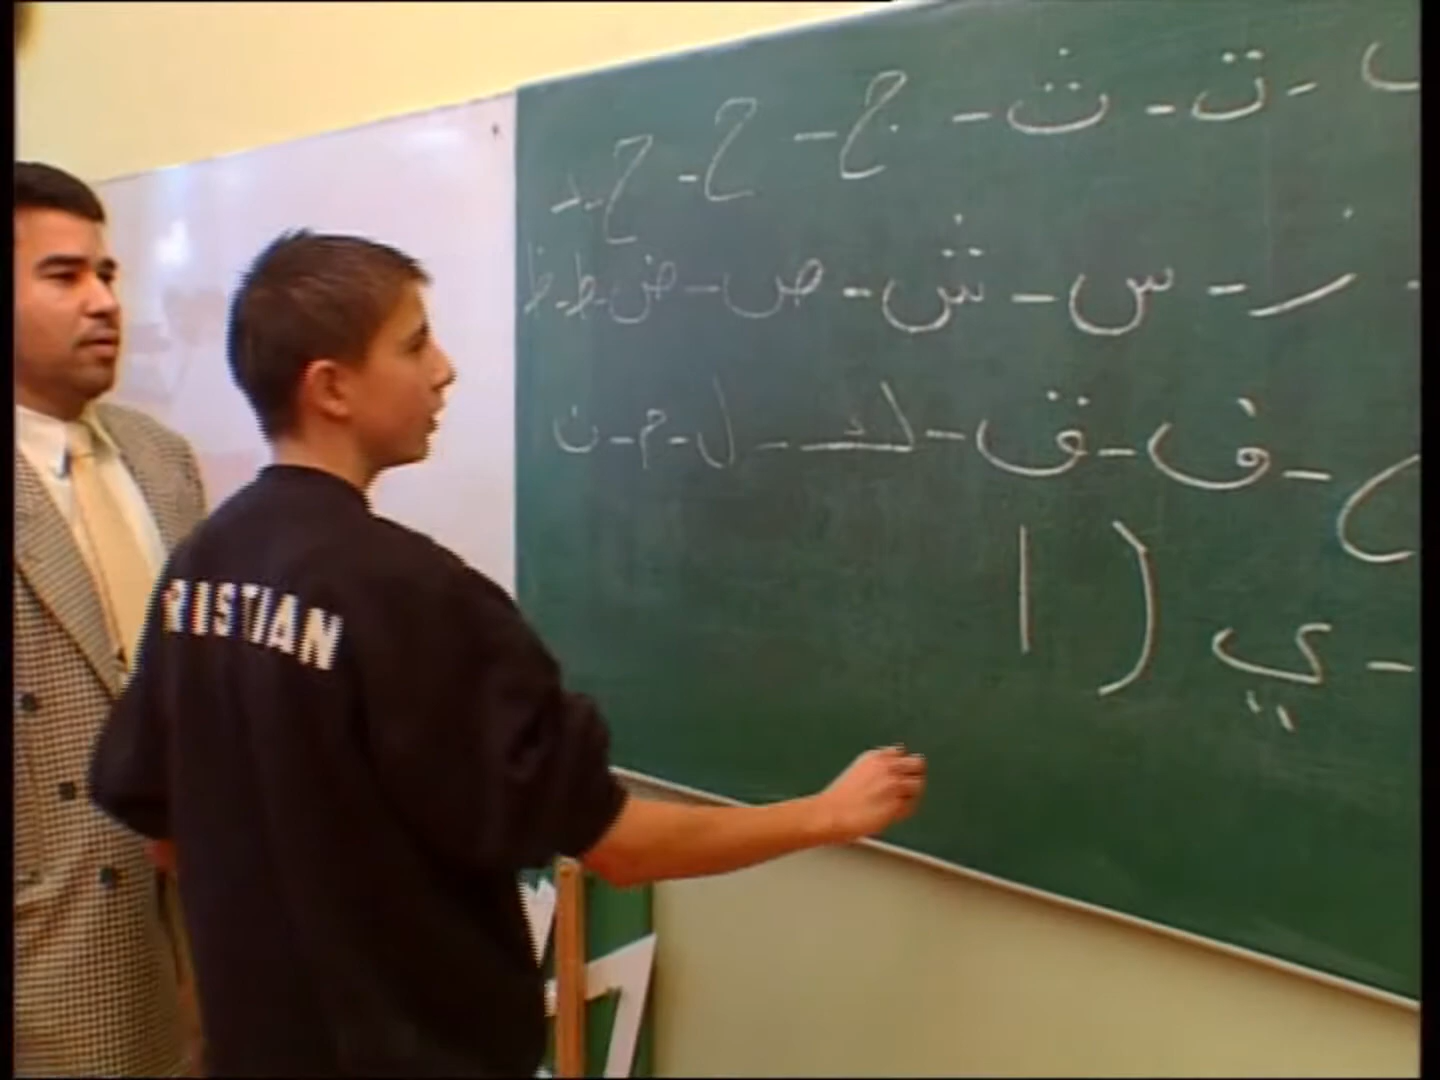 ت - ث - ج - ح - ح - د
- ز - س - ش - ص - ض - ط - ظ
- ف - ق - ك - ل - م - ن
- ي ( ا
RISTIAN